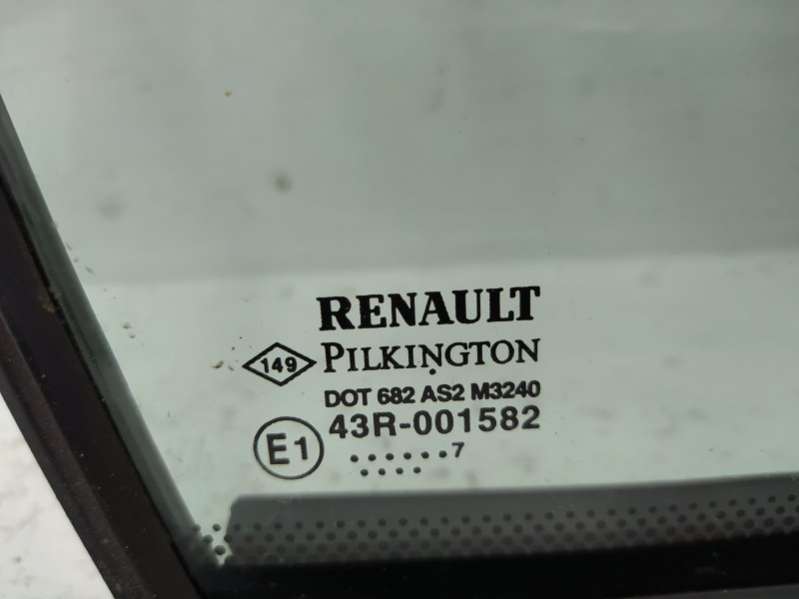 RENAULT
149 PILKINGTON
DOT 682 AS2 M3240
E1 43R-001582
......7
.....